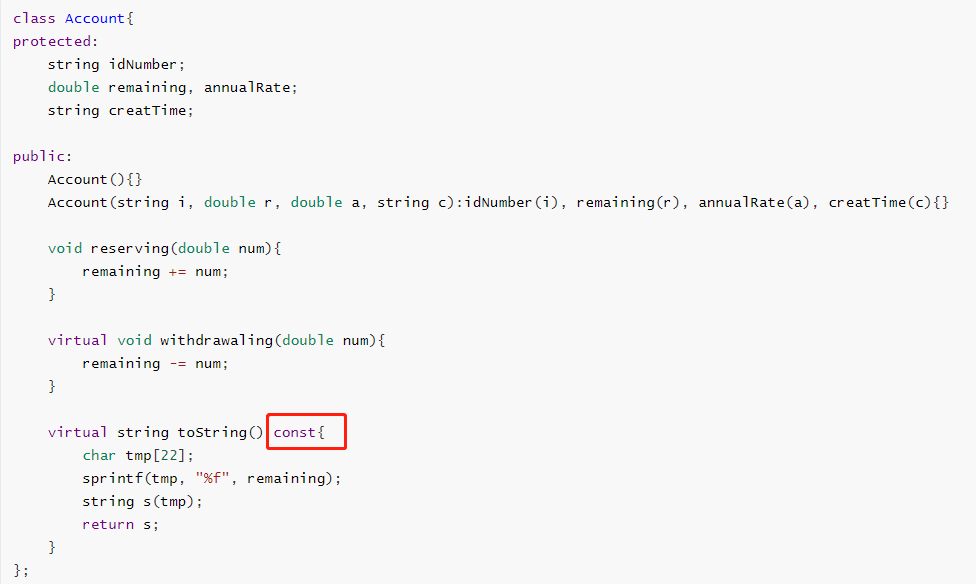 class Account{
protected:
    string idNumber;
    double remaining, annualRate;
    string creatTime;

public:
    Account(){}
    Account(string i, double r, double a, string c):idNumber(i), remaining(r), annualRate(a), creatTime(c){}

    void reserving(double num){
        remaining += num;
    }

    virtual void withdrawaling(double num){
        remaining -= num;
    }

    virtual string toString() const{
        char tmp[22];
        sprintf(tmp, "%f", remaining);
        string s(tmp);
        return s;
    }
};